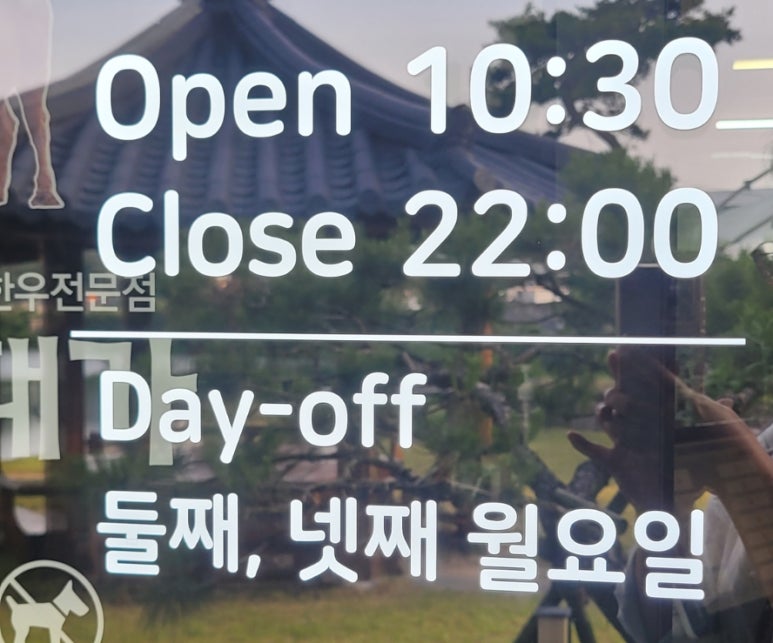 Open 10:30
Close 22:00
한우전문점
Day-off
둘째, 넷째 월요일